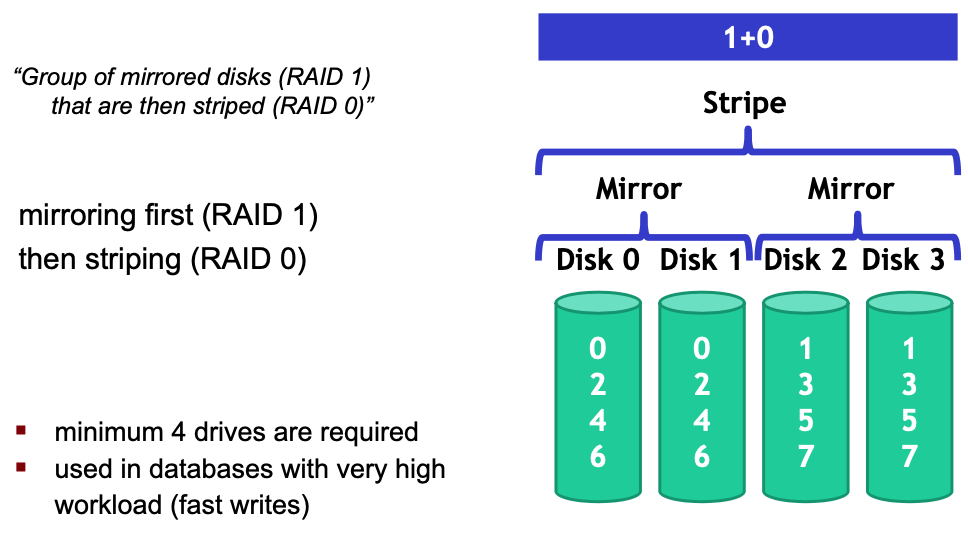 “Group of mirrored disks (RAID 1)
that are then striped (RAID 0)”
mirroring first (RAID 1)
then striping (RAID 0)
▪ minimum 4 drives are required
▪ used in databases with very high
workload (fast writes)
1+0
Stripe
Mirror Mirror
Disk 0 Disk 1 Disk 2 Disk 3
0 0 1 1
2 2 3 3
4 4 5 5
6 6 7 7